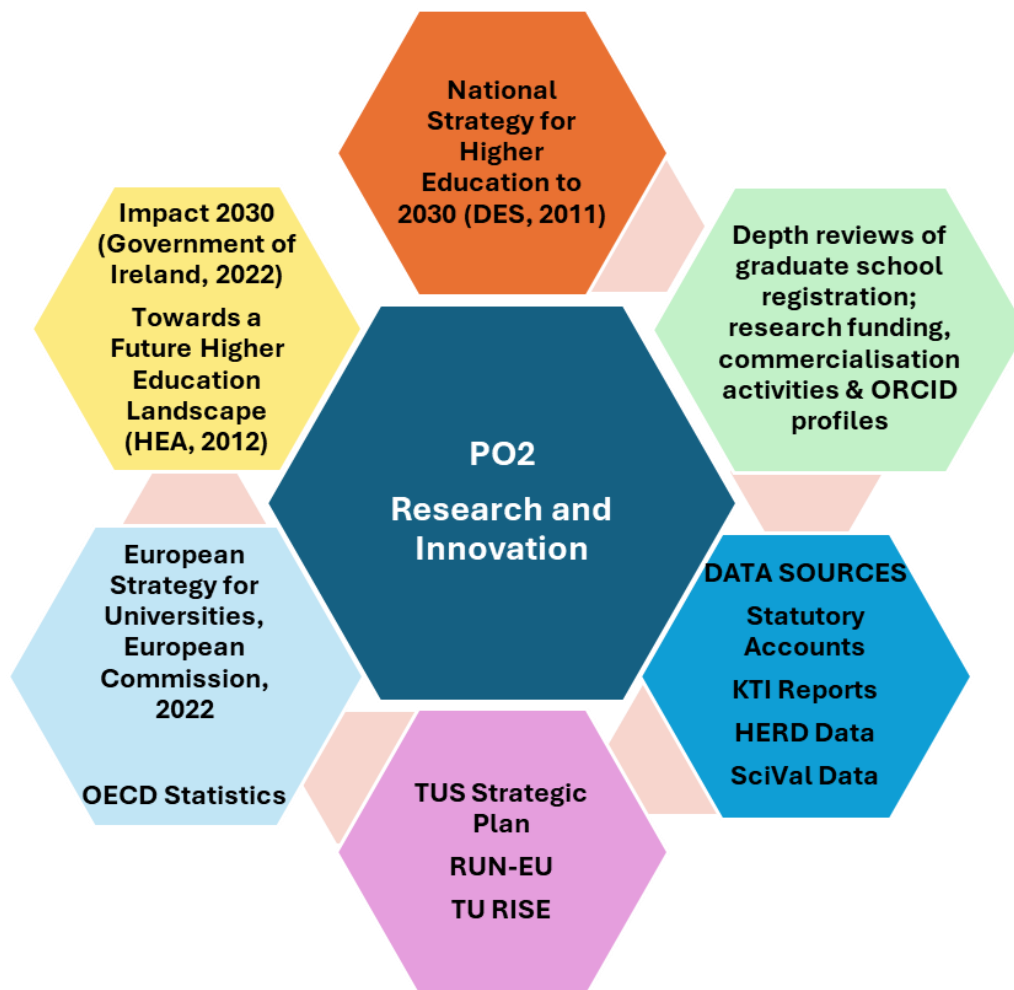 National
Strategy for
Higher
Education to
2030 (DES, 2011)
Impact 2030
(Government of
Ireland, 2022)
Towards a
Future Higher
Education
Landscape
(HEA, 2012)
Depth reviews of
graduate school
registration;
research funding,
commercialisation
activities & ORCID
profiles
PO2
Research and
Innovation
European
Strategy for
Universities,
European
Commission,
2022
OECD Statistics
DATA SOURCES
Statutory
Accounts
KTI Reports
HERD Data
SciVal Data
TUS Strategic
Plan
RUN-EU
TU RISE